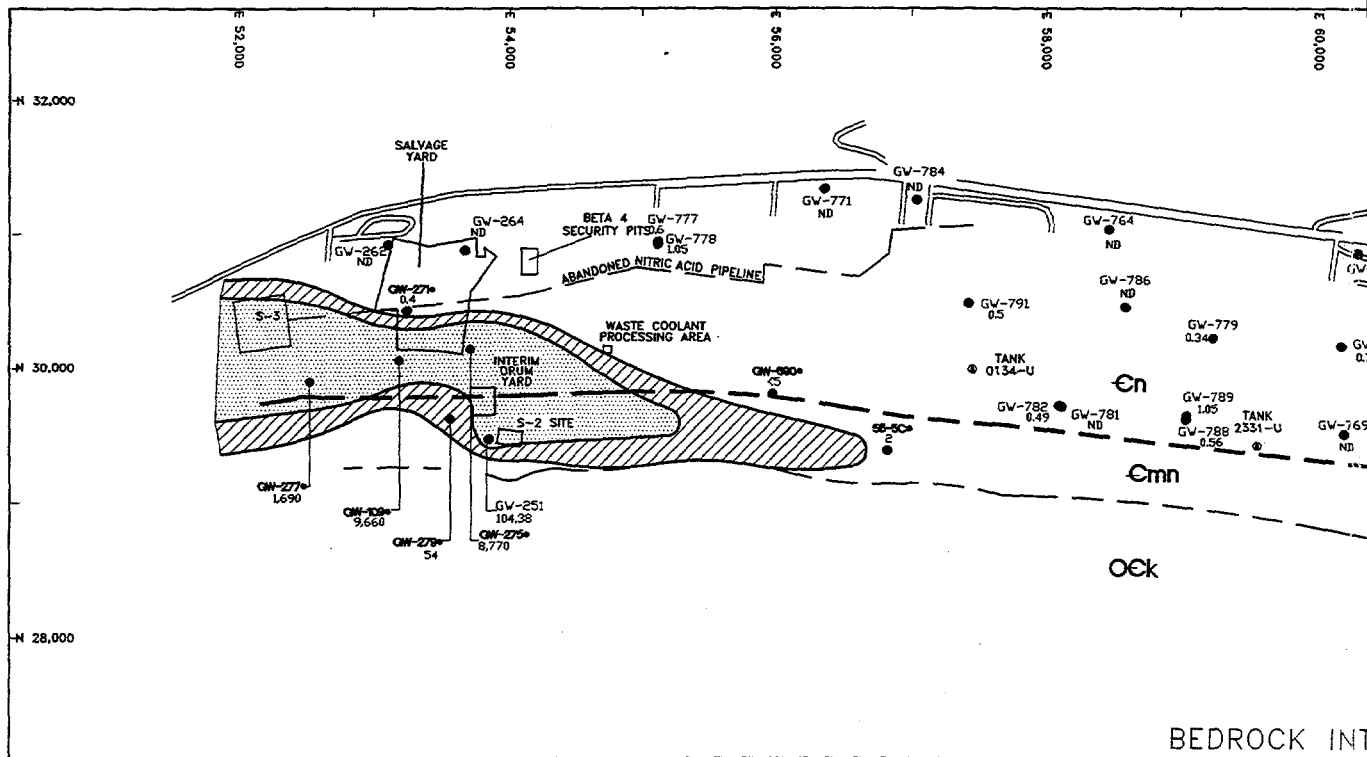 E 52,000
E 54,000
E 56,000
E 58,000
E 60,000
N 32,000
SALVAGE
YARD
GW-784
ND
GW-264
ND
BETA 4
SECURITY PITS
GW-777
0.6
GW-778
1.05
GW-771
ND
GW-764
ND
GW-262
ND
ABANDONED NITRIC ACID PIPELINE
GW-271
0.4
GW-786
ND
S-3
GW-791
0.5
GW-779
0.34
WASTE COOLANT
PROCESSING AREA
N 30,000
INTERIM
DRUM
YARD
TANK
0134-U
GW-690
<5
Єn
S-2 SITE
GW-782
0.49
GW-781
ND
GW-789
1.05
GW-788
0.56
TANK
2331-U
GW-769
ND
2
Єmn
GW-277
1,690
GW-109
9,660
GW-251
104.38
54
GW-275
8,770
OЄk
N 28,000
BEDROCK INT